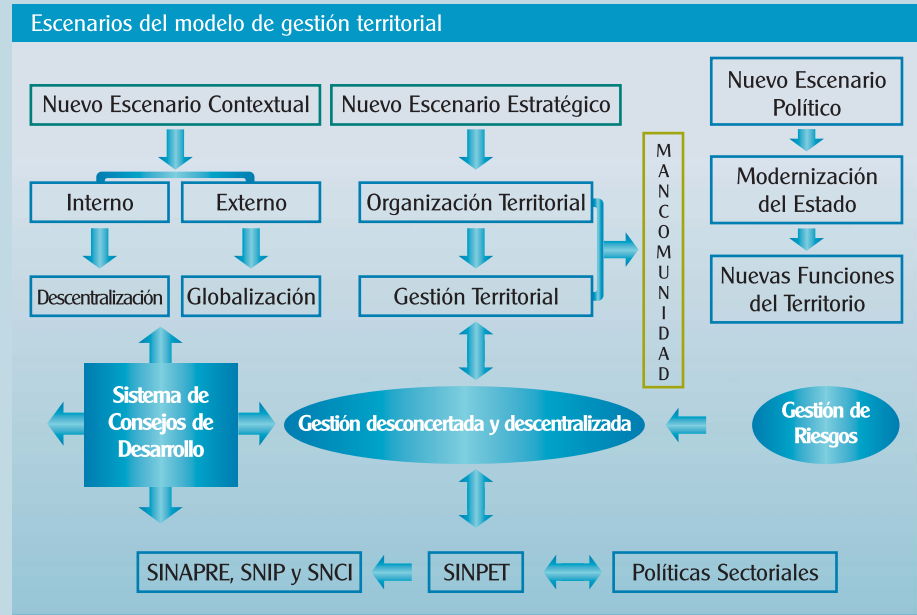 Escenarios del modelo de gestión territorial
Nuevo Escenario Contextual
Nuevo Escenario Estratégico
Nuevo Escenario
Político
Interno
Externo
Organización Territorial
MANCOMUNIDAD
Modernización
del Estado
Descentralización
Globalización
Gestión Territorial
Nuevas Funciones
del Territorio
Sistema de
Consejos de
Desarrollo
Gestión desconcertada y descentralizada
Gestión de
Riesgos
SINAPRE, SNIP y SNCI
SINPET
Políticas Sectoriales